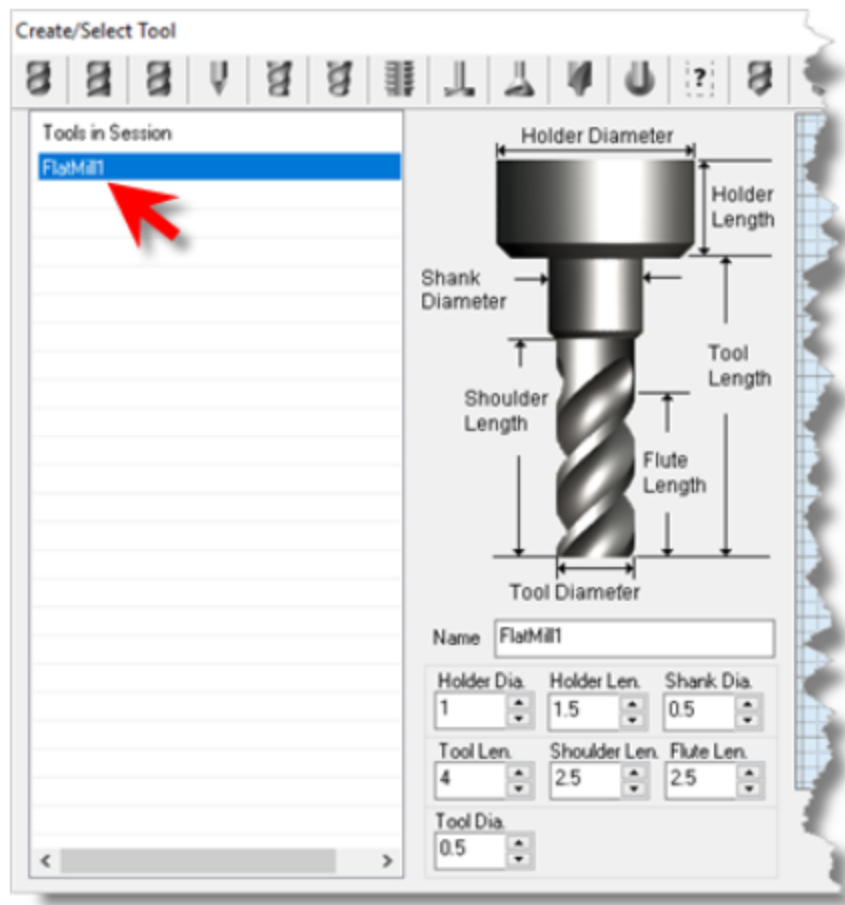 Create/Select Tool
?
Tools in Session
FlatMill1
Holder Diameter
Holder
Length
Shank
Diameter
Tool
Length
Shoulder
Length
Flute
Length
Tool Diameter
Name FlatMill1
Holder Dia. Holder Len. Shank Dia.
1 1.5 0.5
Tool Len. Shoulder Len. Flute Len.
4 2.5 2.5
Tool Dia.
0.5